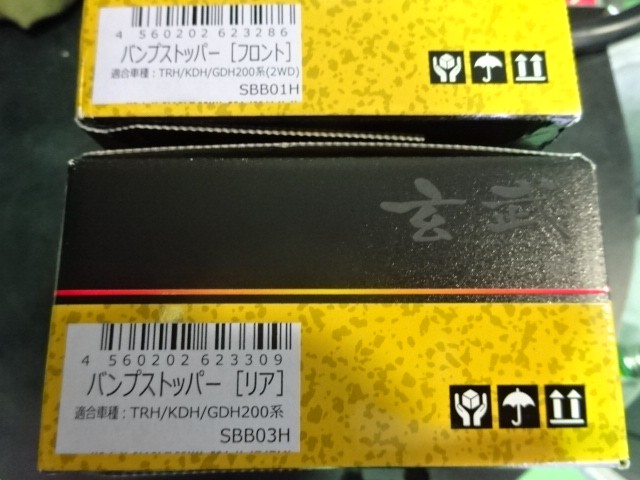 4 560202 623286
バンプストッパー［フロント］
適合車種：TRH/KDH/GDH200系(2WD)
SBB01H
玄武
4 560202 623309
バンプストッパー［リア］
適合車種：TRH/KDH/GDH200系
SBB03H